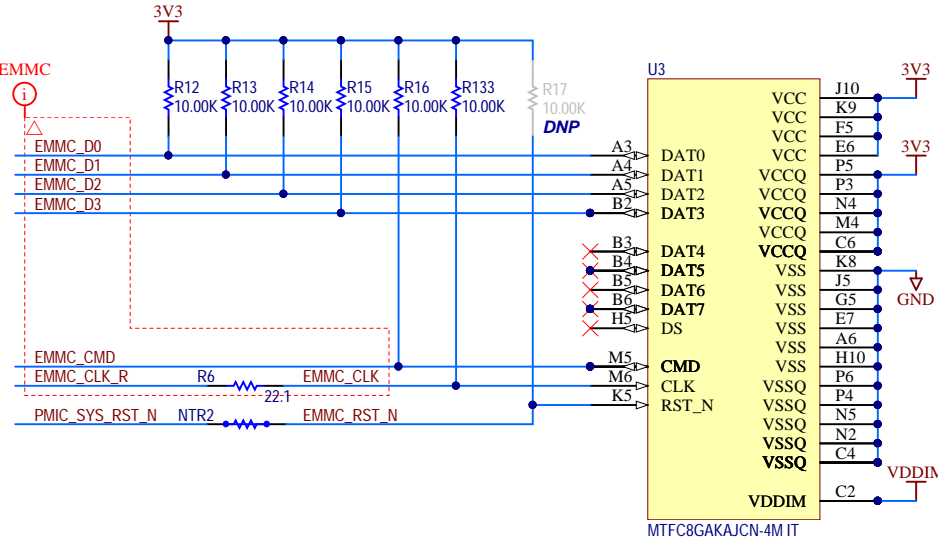 3V3
EMMC
i
R12
10.00K
R13
10.00K
R14
10.00K
R15
10.00K
R16
10.00K
R133
10.00K
R17
10.00K
DNP
EMMC_D0
EMMC_D1
EMMC_D2
EMMC_D3
EMMC_CMD
EMMC_CLK_R
R6
22.1
EMMC_CLK
PMIC_SYS_RST_N
NTR2
EMMC_RST_N
U3
A3 DAT0
A4 DAT1
A5 DAT2
B2 DAT3
B3 DAT4
B4 DAT5
B5 DAT6
B6 DAT7
H5 DS
M5 CMD
M6 CLK
K5 RST_N
VCC J10
VCC K9
VCC F5
VCC E6
VCCQ P5
VCCQ P3
VCCQ N4
VCCQ M4
VCCQ C6
VSS K8
VSS J5
VSS G5
VSS E7
VSS A6
VSS H10
VSSQ P6
VSSQ P4
VSSQ N5
VSSQ N2
VSSQ C4
VDDIM C2
3V3
3V3
GND
VDDIM
MTFC8GAKAJCN-4M IT